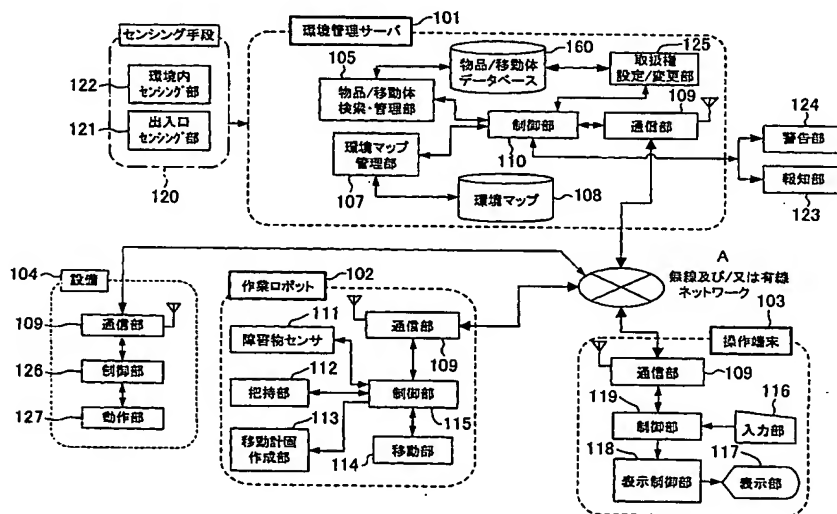 センシング手段
122
環境内
センシング部
121
出入口
センシング部
120
環境管理サーバ
101
105
物品/移動体
検索・管理部
物品/移動体
データベース
160
125
取扱権
設定/変更部
109
制御部
110
通信部
環境マップ
管理部
107
環境マップ
108
124
警告部
報知部
123
A
無線及び/又は有線
ネットワーク
104
設備
109
通信部
126
制御部
127
動作部
作業ロボット
102
111
障害物センサ
通信部
109
112
把持部
制御部
115
113
移動計画
作成部
114
移動部
103
操作端末
通信部
109
119
制御部
116
入力部
118
表示制御部
117
表示部